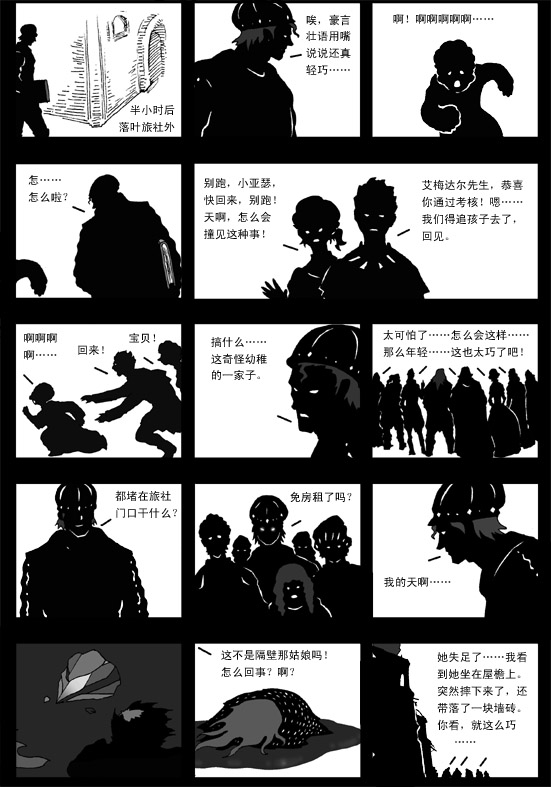 半小时后
落叶旅社外
唉，豪言
壮语用嘴
说说还真
轻巧……
啊！啊啊啊啊啊……
怎……
怎么啦？
别跑，小亚瑟，
快回来，别跑！
天啊，怎么会
撞见这种事！
艾梅达尔先生，恭喜
你通过考核！嗯……
我们得追孩子去了，
回见。
啊啊啊
啊……
回来！
宝贝！
搞什么……
这奇怪幼稚
的一家子。
太可怕了……怎么会这样……
那么年轻……这也太巧了吧！
都堵在旅社
门口干什么？
免房租了吗？
我的天啊……
这不是隔壁那姑娘吗！
怎么回事？啊？
她失足了……我看
到她坐在屋檐上。
突然摔下来了，还
带落了一块墙砖。
你看，就这么巧
……